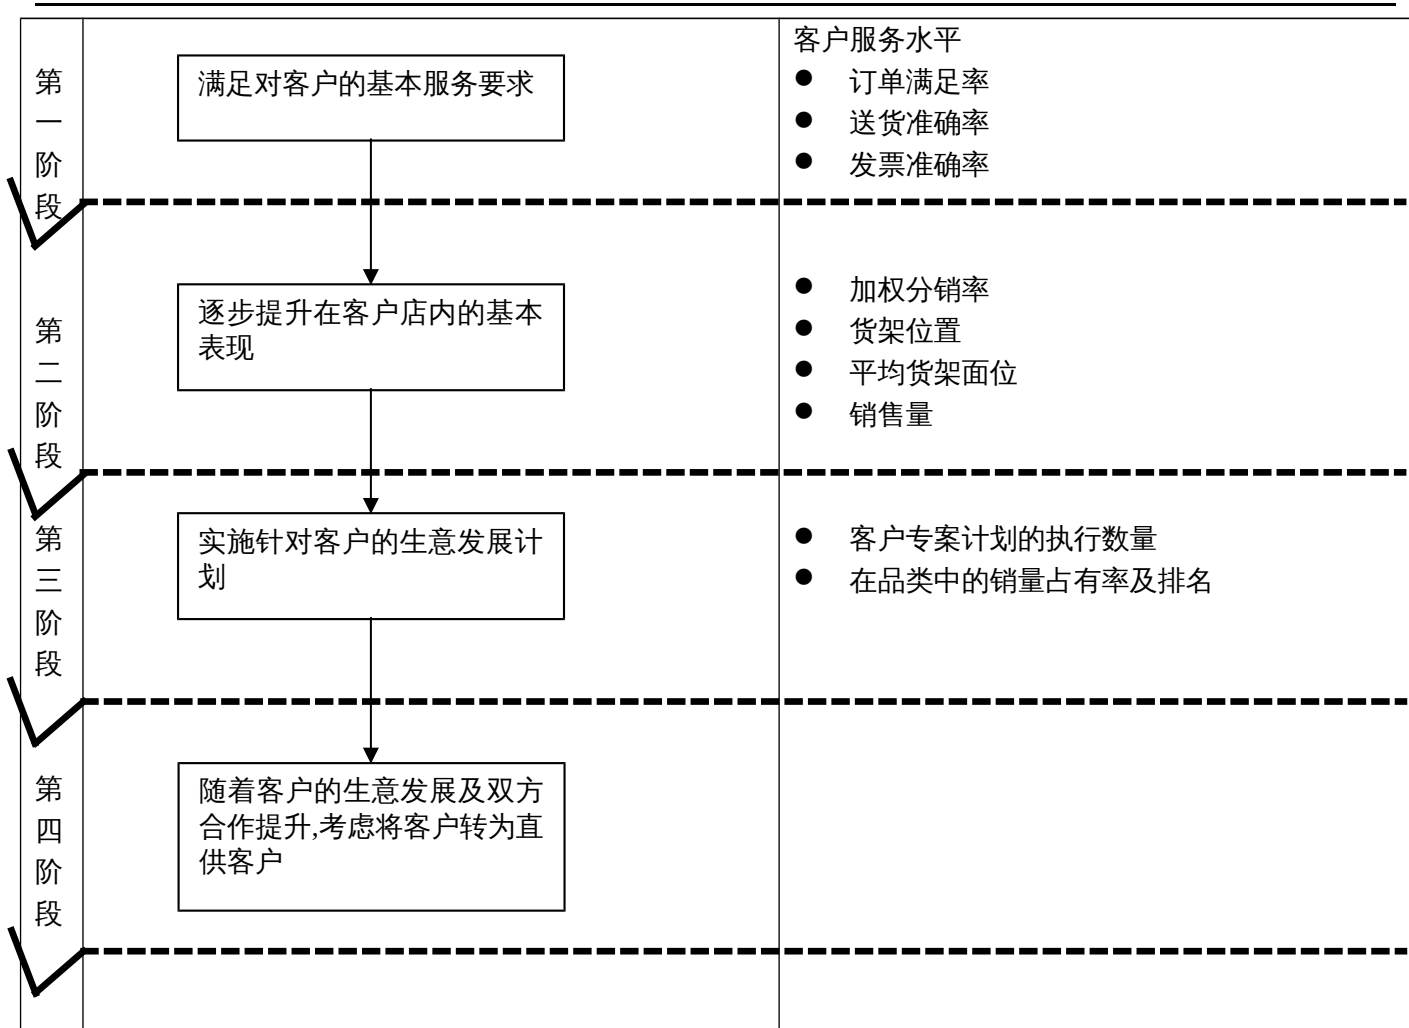 第
一
阶
段
满足对客户的基本服务要求
客户服务水平
● 订单满足率
● 送货准确率
● 发票准确率
第
二
阶
段
逐步提升在客户店内的基本
表现
● 加权分销率
● 货架位置
● 平均货架面位
● 销售量
第
三
阶
段
实施针对客户的生意发展计
划
● 客户专案计划的执行数量
● 在品类中的销量占有率及排名
第
四
阶
段
随着客户的生意发展及双方
合作提升,考虑将客户转为直
供客户